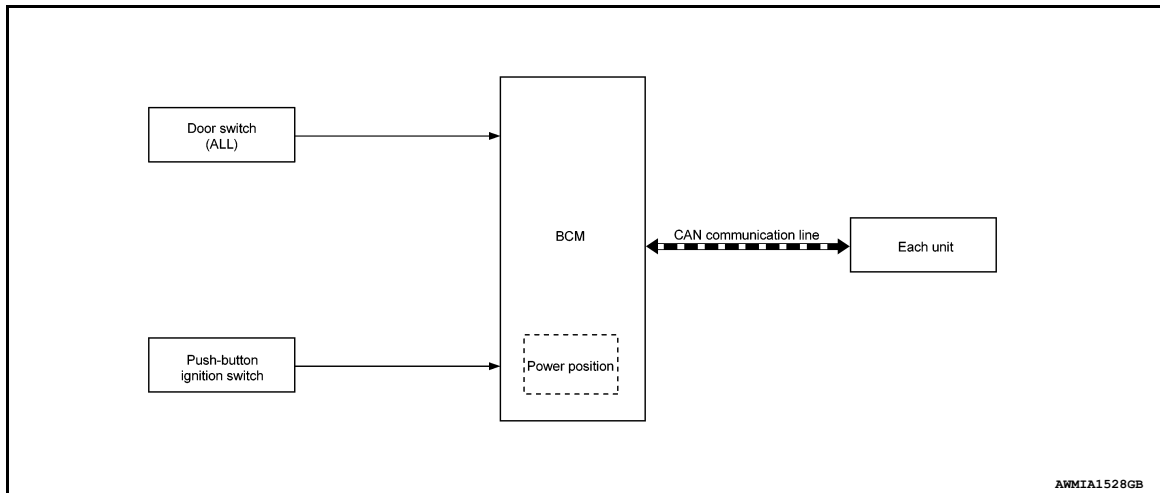 Door switch
(ALL)
BCM
CAN communication line
Each unit
Push-button
ignition switch
Power position
AWMIA1528GB